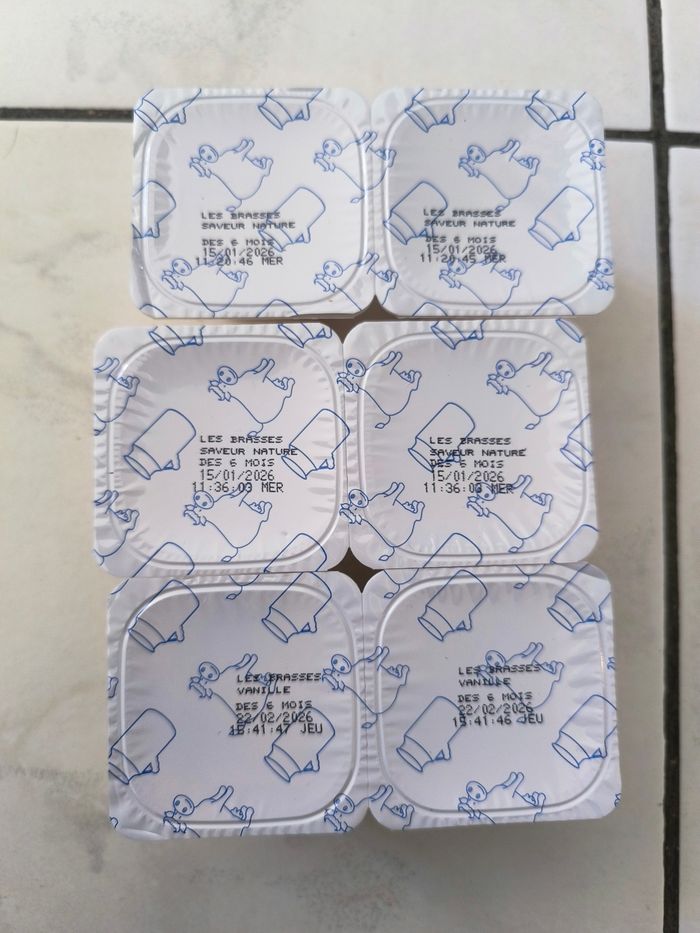 LES BRASSES
SAVEUR NATURE
DES 6 MOIS
15/01/2026
11:20:46 MER
LES BRASSES
SAVEUR NATURE
DES 6 MOIS
15/01/2026
11:20:45 MER
LES BRASSES
SAVEUR NATURE
DES 6 MOIS
15/01/2026
11:36:03 MER
LES BRASSES
SAVEUR NATURE
DES 6 MOIS
15/01/2026
11:36:03 MER
LES BRASSES
VANILLE
DES 6 MOIS
22/02/2026
15:41:47 JEU
LES BRASSES
VANILLE
DES 6 MOIS
22/02/2026
15:41:46 JEU